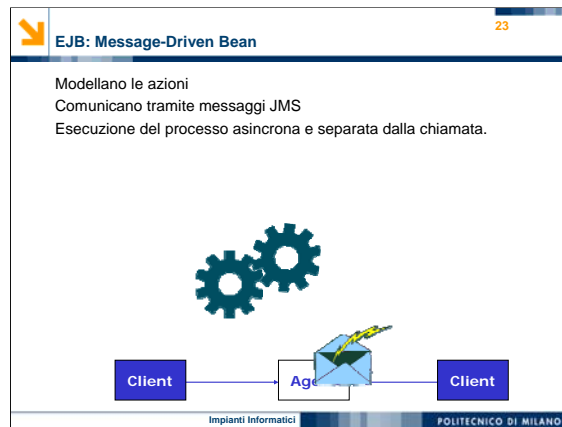 23
EJB: Message-Driven Bean
Modellano le azioni
Comunicano tramite messaggi JMS
Esecuzione del processo asincrona e separata dalla chiamata.
Client
Client
Impianti Informatici
POLITECNICO DI MILANO